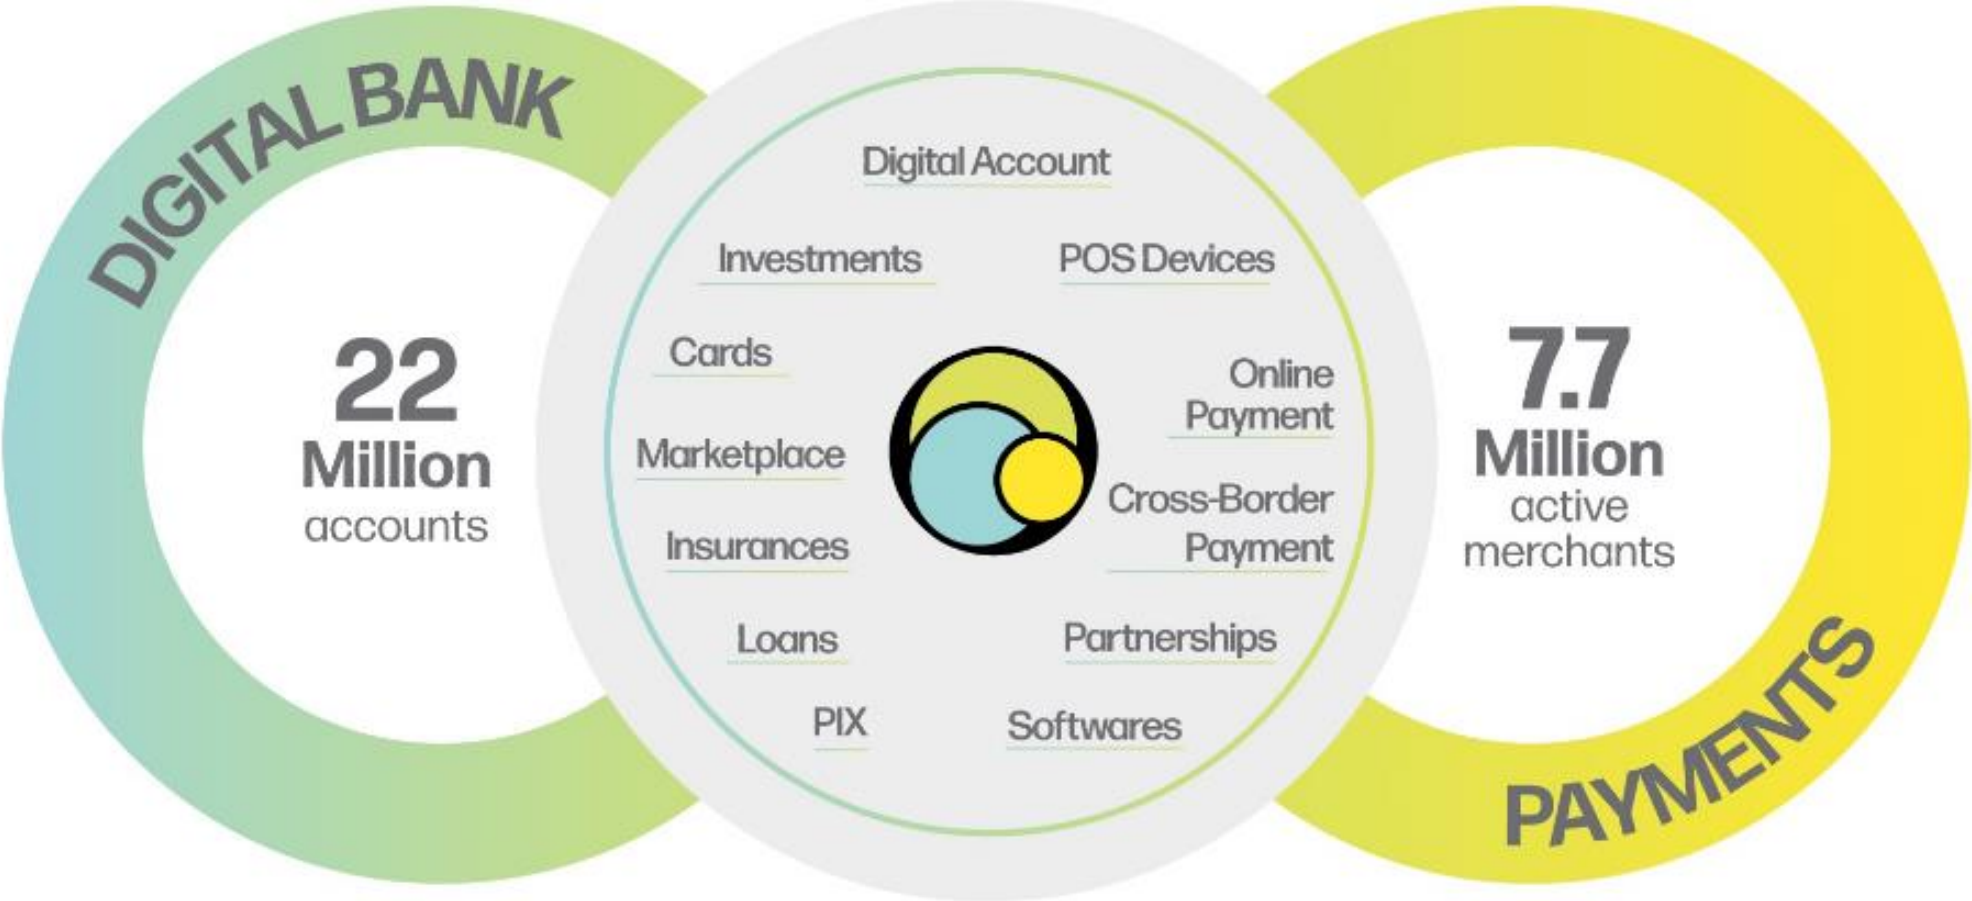 DIGITAL BANK
22
Million
accounts
Digital Account
Investments
POS Devices
Cards
Online
Payment
Marketplace
Cross-Border
Payment
Insurances
Loans
Partnerships
PIX
Softwares
7.7
Million
active
merchants
PAYMENTS